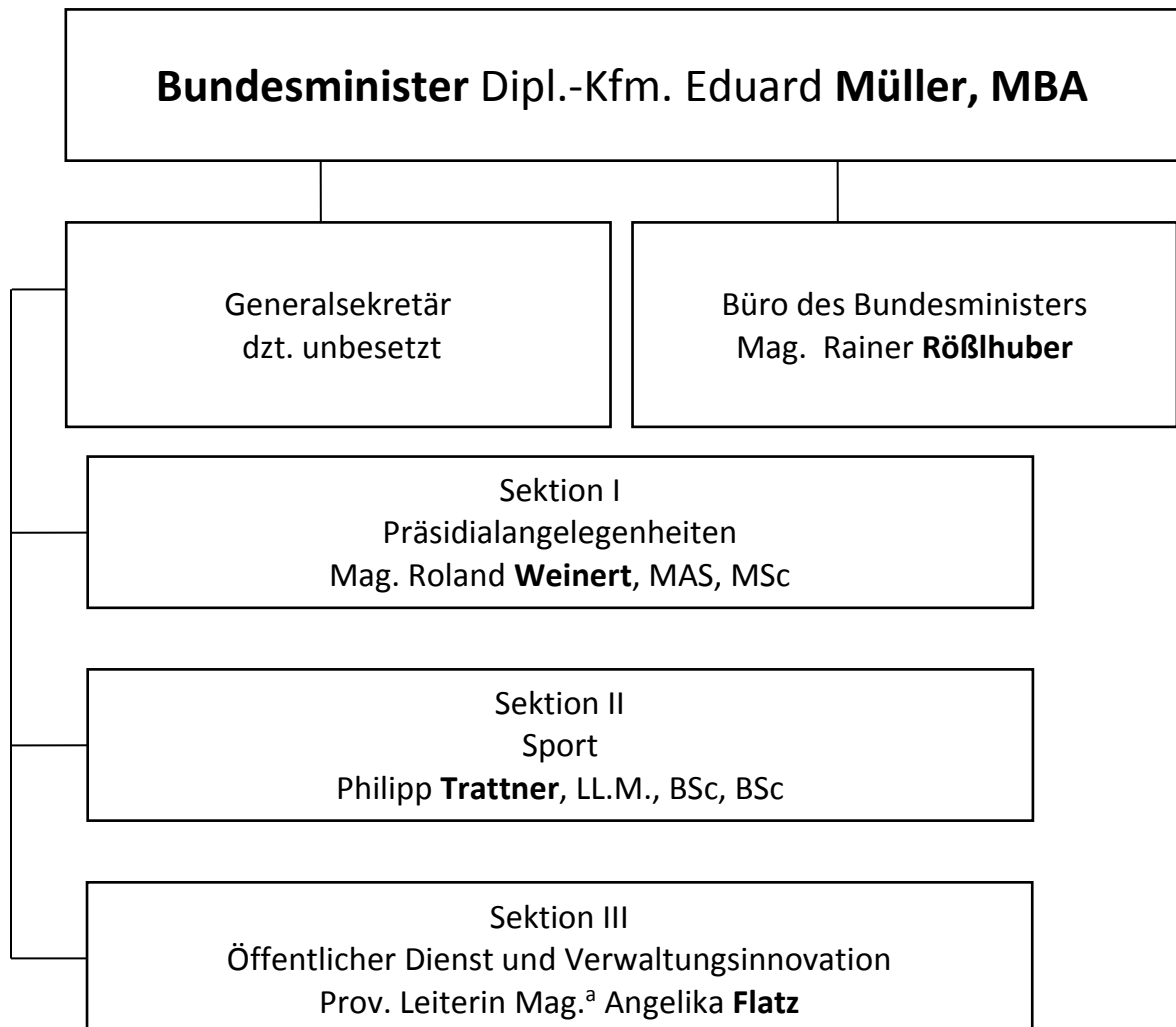 Bundesminister Dipl.-Kfm. Eduard Müller, MBA
Generalsekretär
dzt. unbesetzt
Büro des Bundesministers
Mag. Rainer Rößlhuber
Sektion I
Präsidialangelegenheiten
Mag. Roland Weinert, MAS, MSc
Sektion II
Sport
Philipp Trattner, LL.M., BSc, BSc
Sektion III
Öffentlicher Dienst und Verwaltungsinnovation
Prov. Leiterin Mag.ª Angelika Flatz